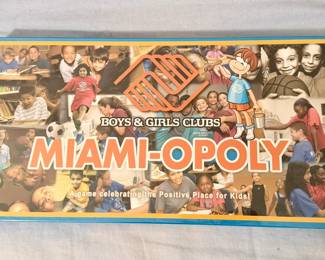 BOYS & GIRLS CLUBS
MIAMI-OPOLY
A game celebrating the Positive Place for Kids!